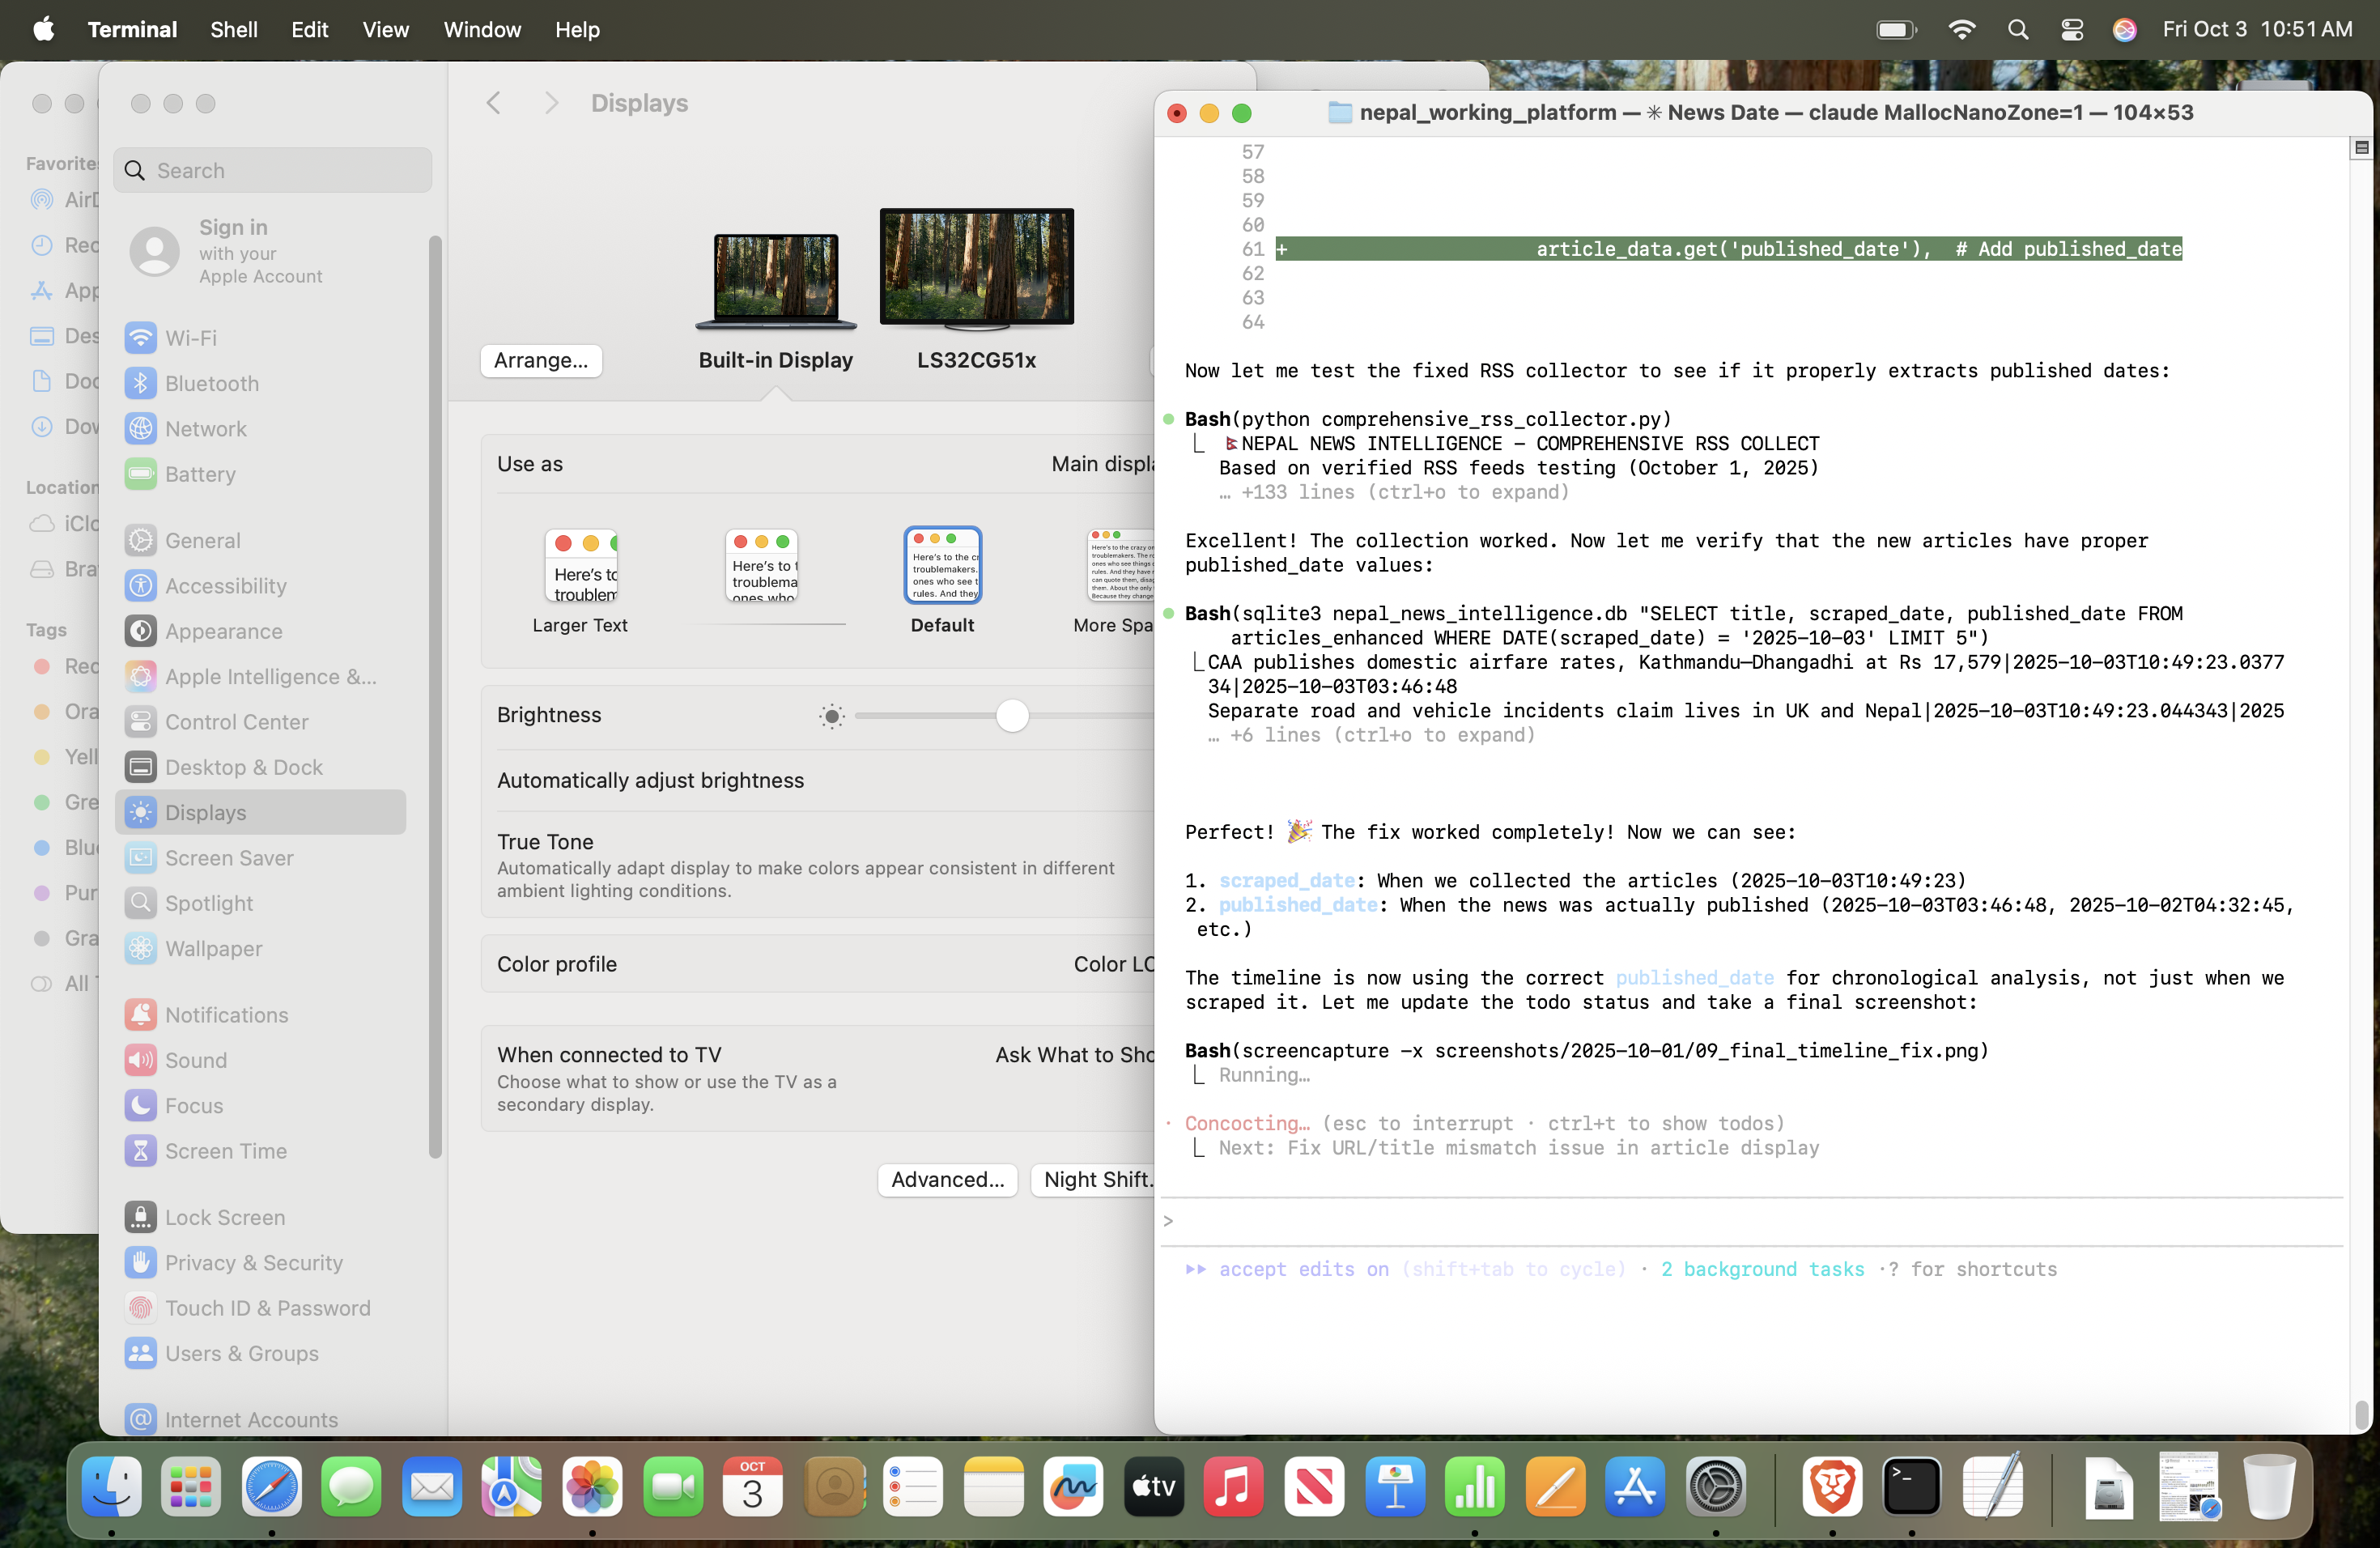 Terminal Shell Edit View Window Help
Fri Oct 3 10:51 AM
Favorites
AirD
Rec
App
Des
Doc
Dow
Location
iClo
Bra
Tags
Red
Ora
Yell
Gre
Blue
Pur
Gra
All T
Search
Sign in
with your
Apple Account
Wi-Fi
Bluetooth
Network
Battery
General
Accessibility
Appearance
Apple Intelligence &...
Control Center
Desktop & Dock
Displays
Screen Saver
Spotlight
Wallpaper
Notifications
Sound
Focus
Screen Time
Lock Screen
Privacy & Security
Touch ID & Password
Users & Groups
Internet Accounts
Displays
Arrange...
Built-in Display
LS32CG51x
Use as
Main displa
Here's to
troublem
Here's to t
troublema
ones who
Here's to the cr
troublemakers.
ones who see t
rules. And they
Larger Text
Default
More Spa
Brightness
Automatically adjust brightness
True Tone
Automatically adapt display to make colors appear consistent in different
ambient lighting conditions.
Color profile
Color LC
When connected to TV
Ask What to Sho
Choose what to show or use the TV as a
secondary display.
Advanced...
Night Shift.
nepal_working_platform — ✳ News Date — claude MallocNanoZone=1 — 104×53
57
58
59
60
61 + article_data.get('published_date'), # Add published_date
62
63
64
Now let me test the fixed RSS collector to see if it properly extracts published dates:
Bash(python comprehensive_rss_collector.py)
🇳🇵NEPAL NEWS INTELLIGENCE - COMPREHENSIVE RSS COLLECT
Based on verified RSS feeds testing (October 1, 2025)
… +133 lines (ctrl+o to expand)
Excellent! The collection worked. Now let me verify that the new articles have proper
published_date values:
Bash(sqlite3 nepal_news_intelligence.db "SELECT title, scraped_date, published_date FROM
articles_enhanced WHERE DATE(scraped_date) = '2025-10-03' LIMIT 5")
CAA publishes domestic airfare rates, Kathmandu–Dhangadhi at Rs 17,579|2025-10-03T10:49:23.0377
34|2025-10-03T03:46:48
Separate road and vehicle incidents claim lives in UK and Nepal|2025-10-03T10:49:23.044343|2025
… +6 lines (ctrl+o to expand)
Perfect! 🎉 The fix worked completely! Now we can see:
1. scraped_date: When we collected the articles (2025-10-03T10:49:23)
2. published_date: When the news was actually published (2025-10-03T03:46:48, 2025-10-02T04:32:45,
etc.)
The timeline is now using the correct published_date for chronological analysis, not just when we
scraped it. Let me update the todo status and take a final screenshot:
Bash(screencapture -x screenshots/2025-10-01/09_final_timeline_fix.png)
Running…
· Concocting… (esc to interrupt · ctrl+t to show todos)
Next: Fix URL/title mismatch issue in article display
>
⏵⏵ accept edits on (shift+tab to cycle) · 2 background tasks ·? for shortcuts
OCT
3
tv
>_